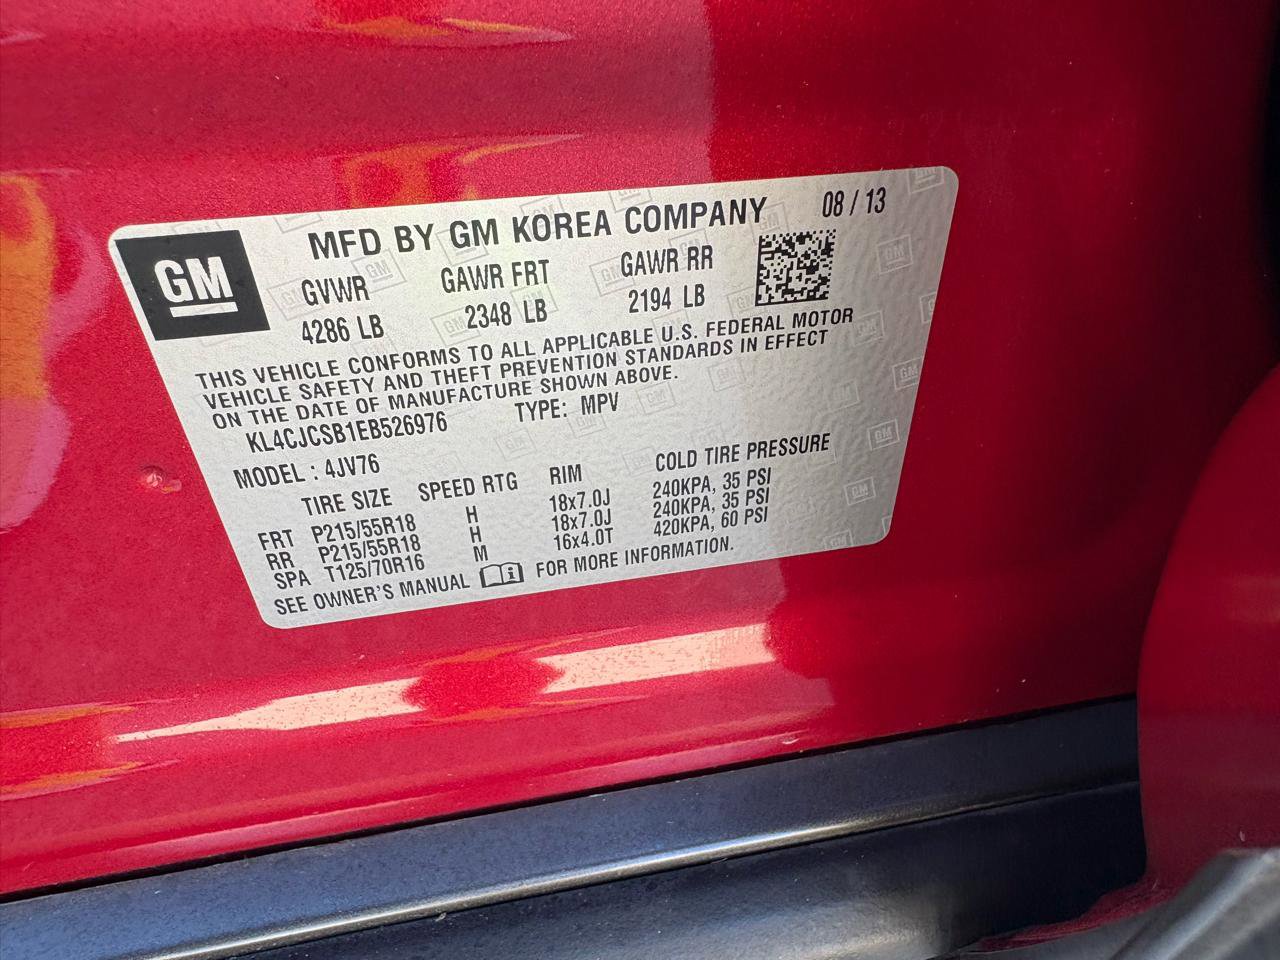 GM
MFD BY GM KOREA COMPANY 08 / 13
GVWR GAWR FRT GAWR RR
4286 LB 2348 LB 2194 LB
THIS VEHICLE CONFORMS TO ALL APPLICABLE U.S. FEDERAL MOTOR
VEHICLE SAFETY AND THEFT PREVENTION STANDARDS IN EFFECT
ON THE DATE OF MANUFACTURE SHOWN ABOVE.
KL4CJCSB1EB526976 TYPE: MPV
MODEL : 4JV76
TIRE SIZE SPEED RTG RIM COLD TIRE PRESSURE
FRT P215/55R18 H 18x7.0J 240KPA, 35 PSI
RR P215/55R18 H 18x7.0J 240KPA, 35 PSI
SPA T125/70R16 M 16x4.0T 420KPA, 60 PSI
SEE OWNER'S MANUAL FOR MORE INFORMATION.